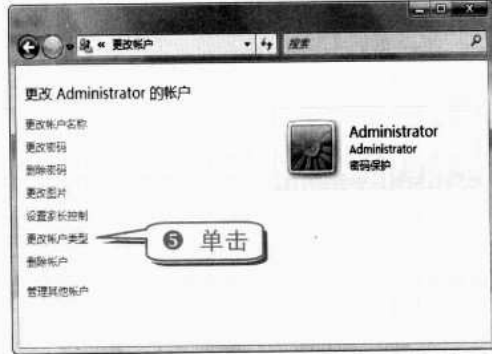 « 更改帐户
搜索
更改 Administrator 的帐户
更改帐户名称
更改密码
删除密码
更改图片
设置家长控制
更改帐户类型
删除帐户
管理其他帐户
Administrator
Administrator
密码保护
❺ 单击